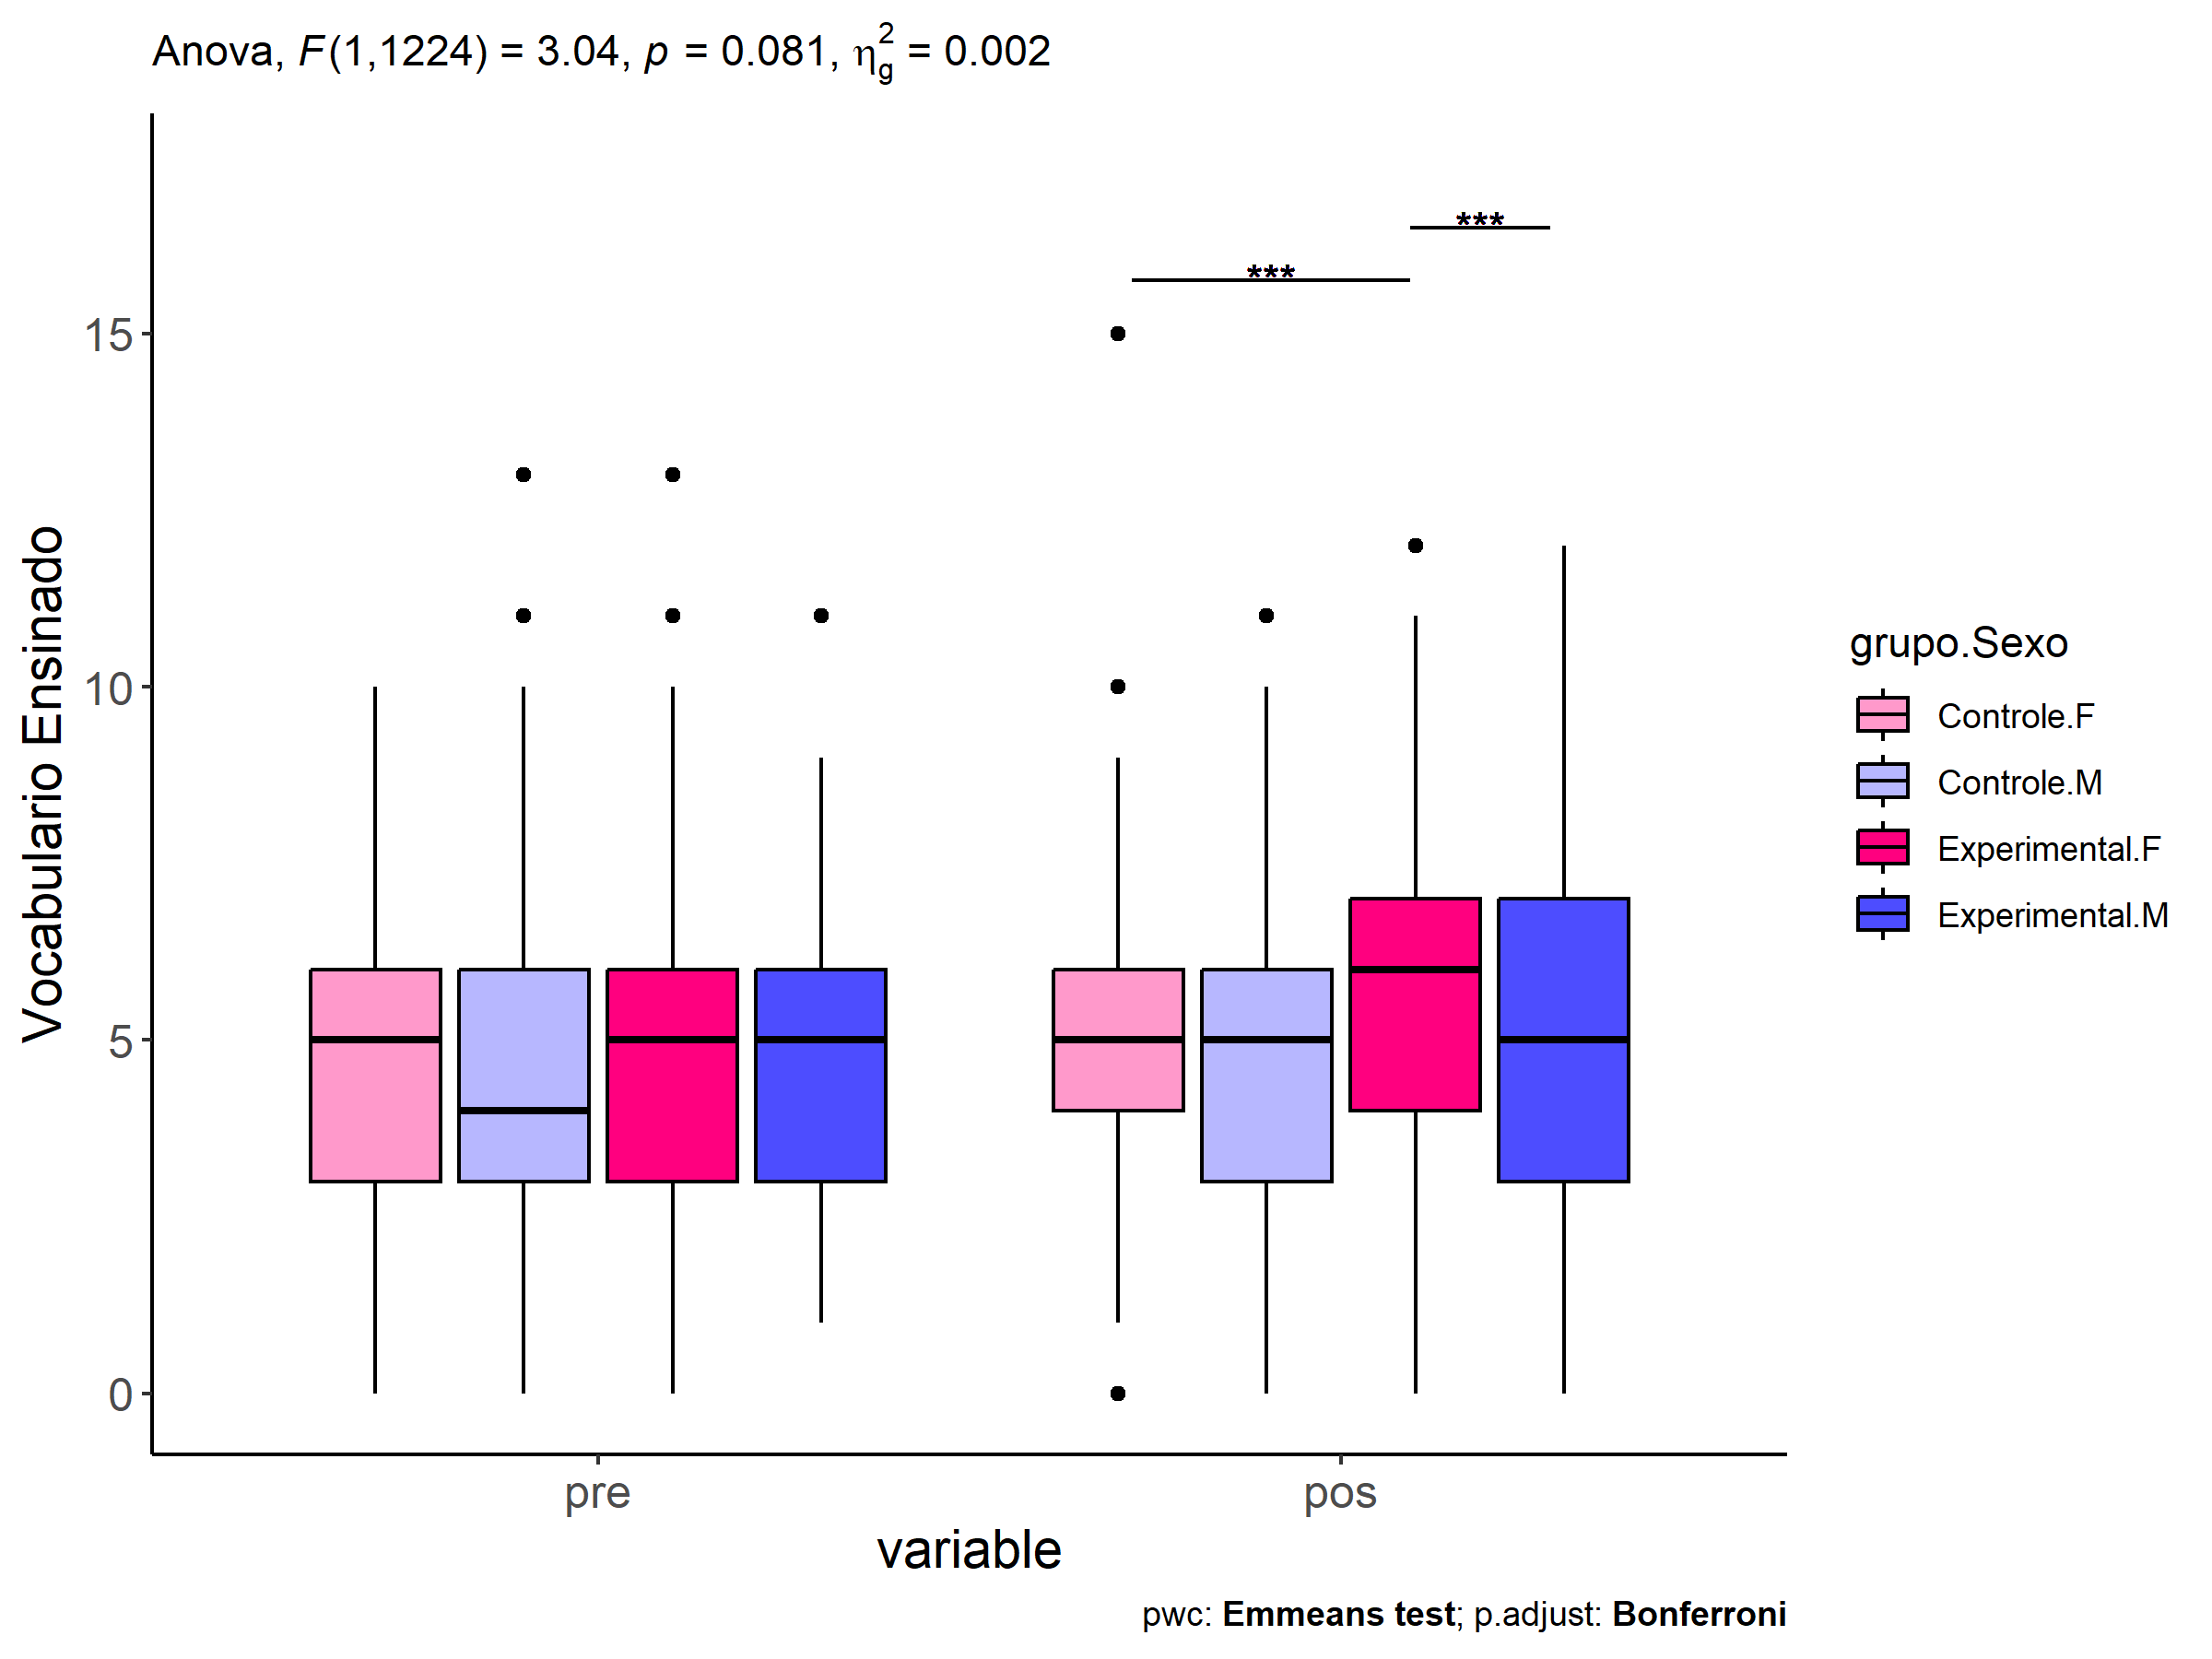 Anova, F(1,1224) = 3.04, p = 0.081, η²g = 0.002
***
***
15
10
5
0
Vocabulario Ensinado
pre
pos
variable
grupo.Sexo
Controle.F
Controle.M
Experimental.F
Experimental.M
pwc: Emmeans test; p.adjust: Bonferroni